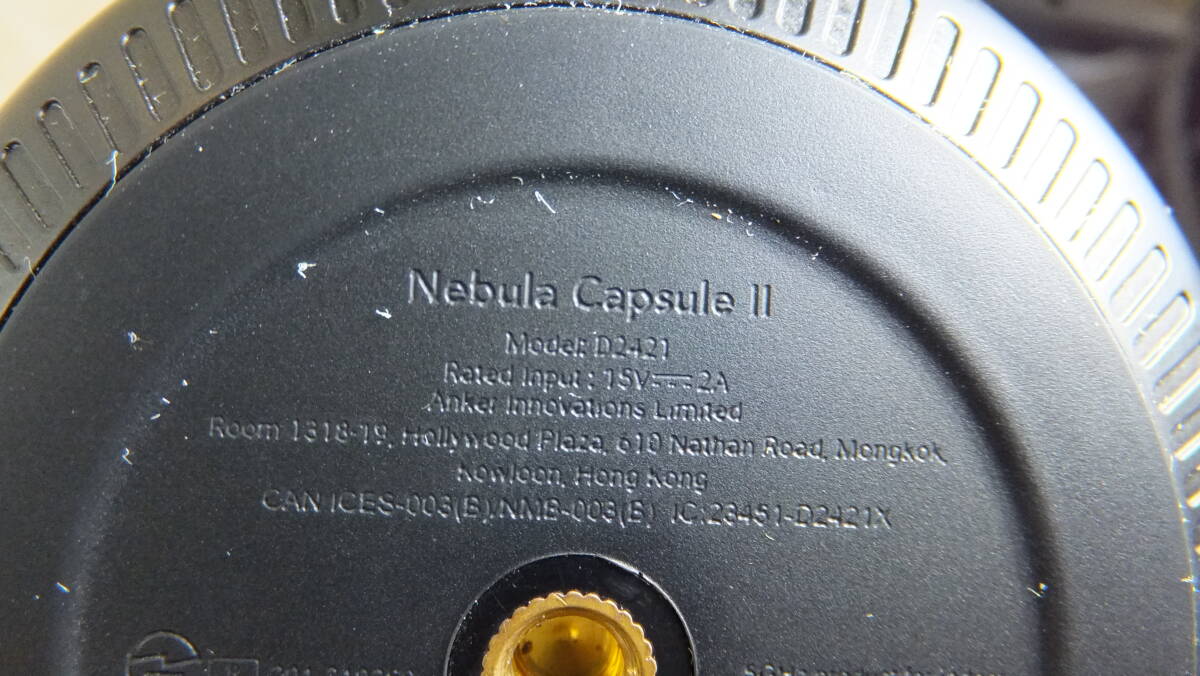 Nebula Capsule II
Model: D2421
Rated Input : 15V⎓2A
Anker Innovations Limited
Room 1318-19, Hollywood Plaza, 610 Nathan Road, Mongkok,
Kowloon, Hong Kong
CAN ICES-003(B)/NMB-003(B) IC:23451-D2421X